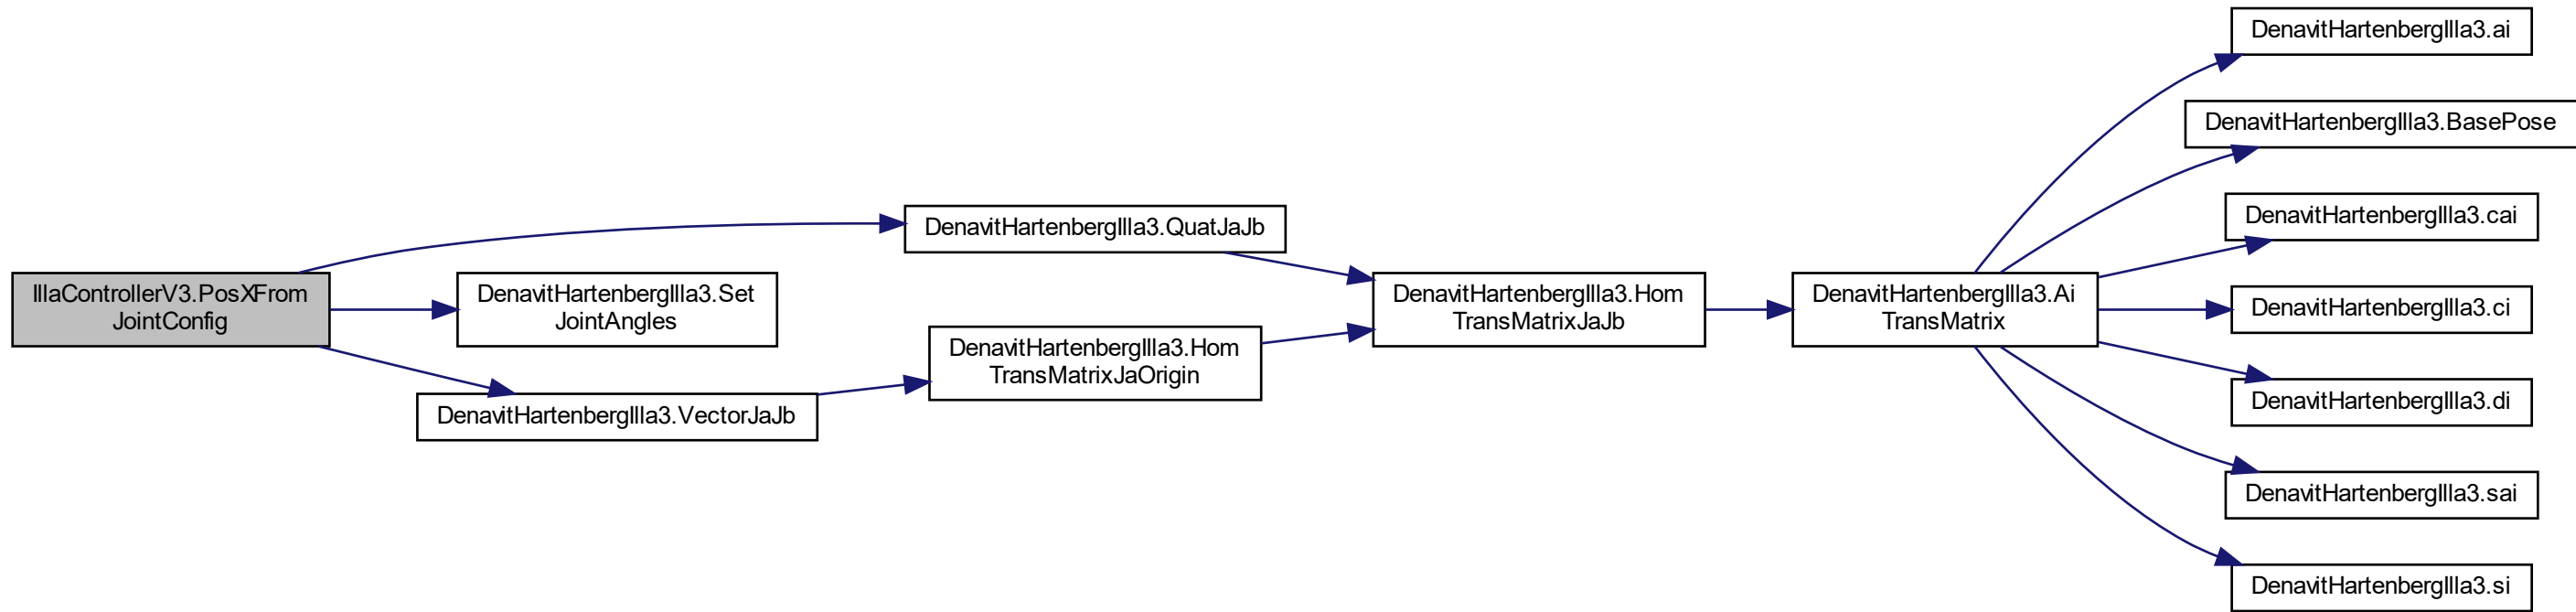 IllaControllerV3.PosXFrom
JointConfig
DenavitHartenbergIlla3.QuatJaJb
DenavitHartenbergIlla3.Set
JointAngles
DenavitHartenbergIlla3.VectorJaJb
DenavitHartenbergIlla3.Hom
TransMatrixJaOrigin
DenavitHartenbergIlla3.Hom
TransMatrixJaJb
DenavitHartenbergIlla3.Ai
TransMatrix
DenavitHartenbergIlla3.ai
DenavitHartenbergIlla3.BasePose
DenavitHartenbergIlla3.cai
DenavitHartenbergIlla3.ci
DenavitHartenbergIlla3.di
DenavitHartenbergIlla3.sai
DenavitHartenbergIlla3.si